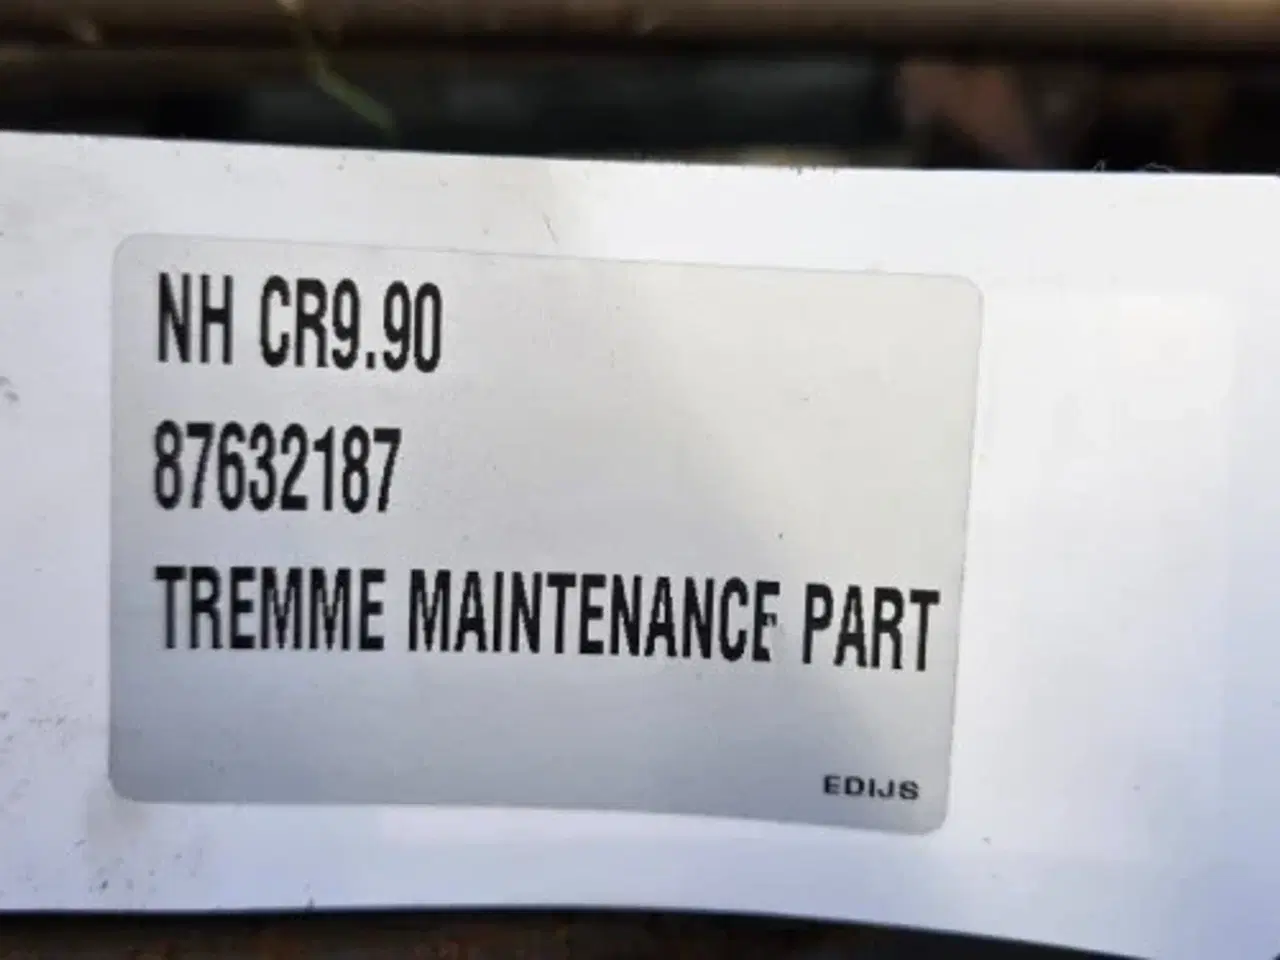 NH CR9.90
87632187
TREMME MAINTENANCE PART
EDIJS